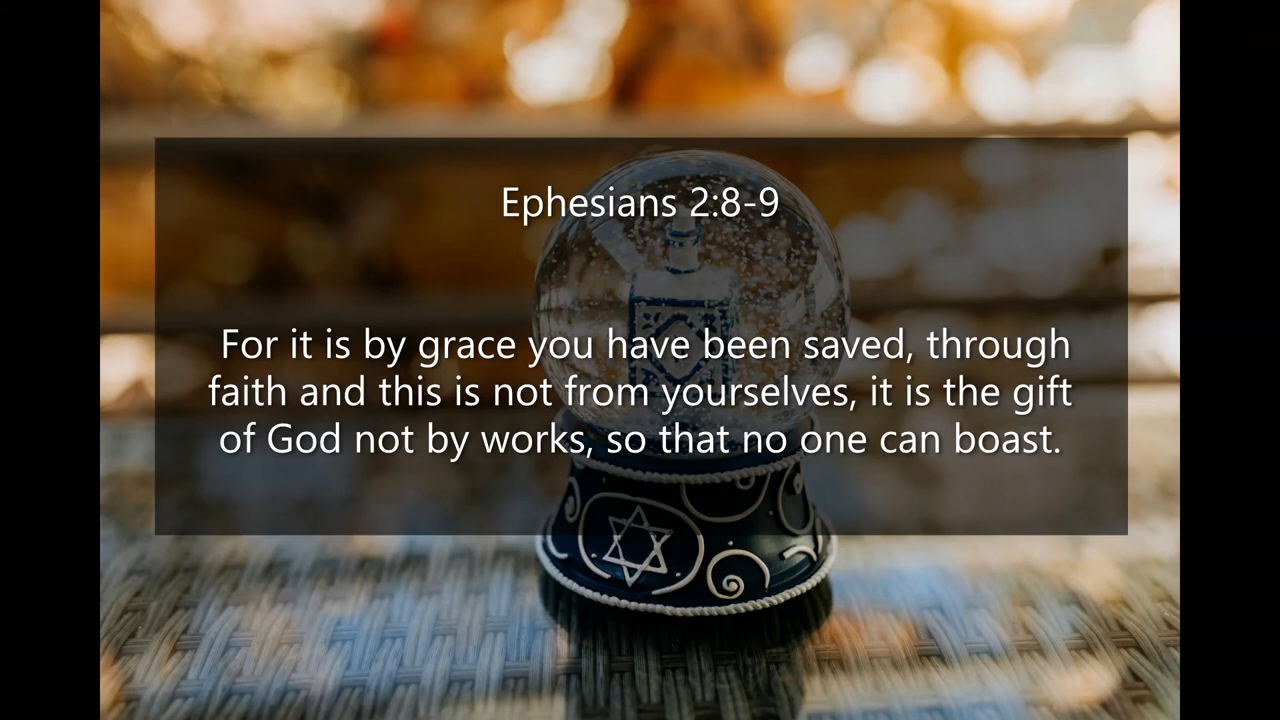 Ephesians 2:8-9
For it is by grace you have been saved, through
faith and this is not from yourselves, it is the gift
of God not by works, so that no one can boast.